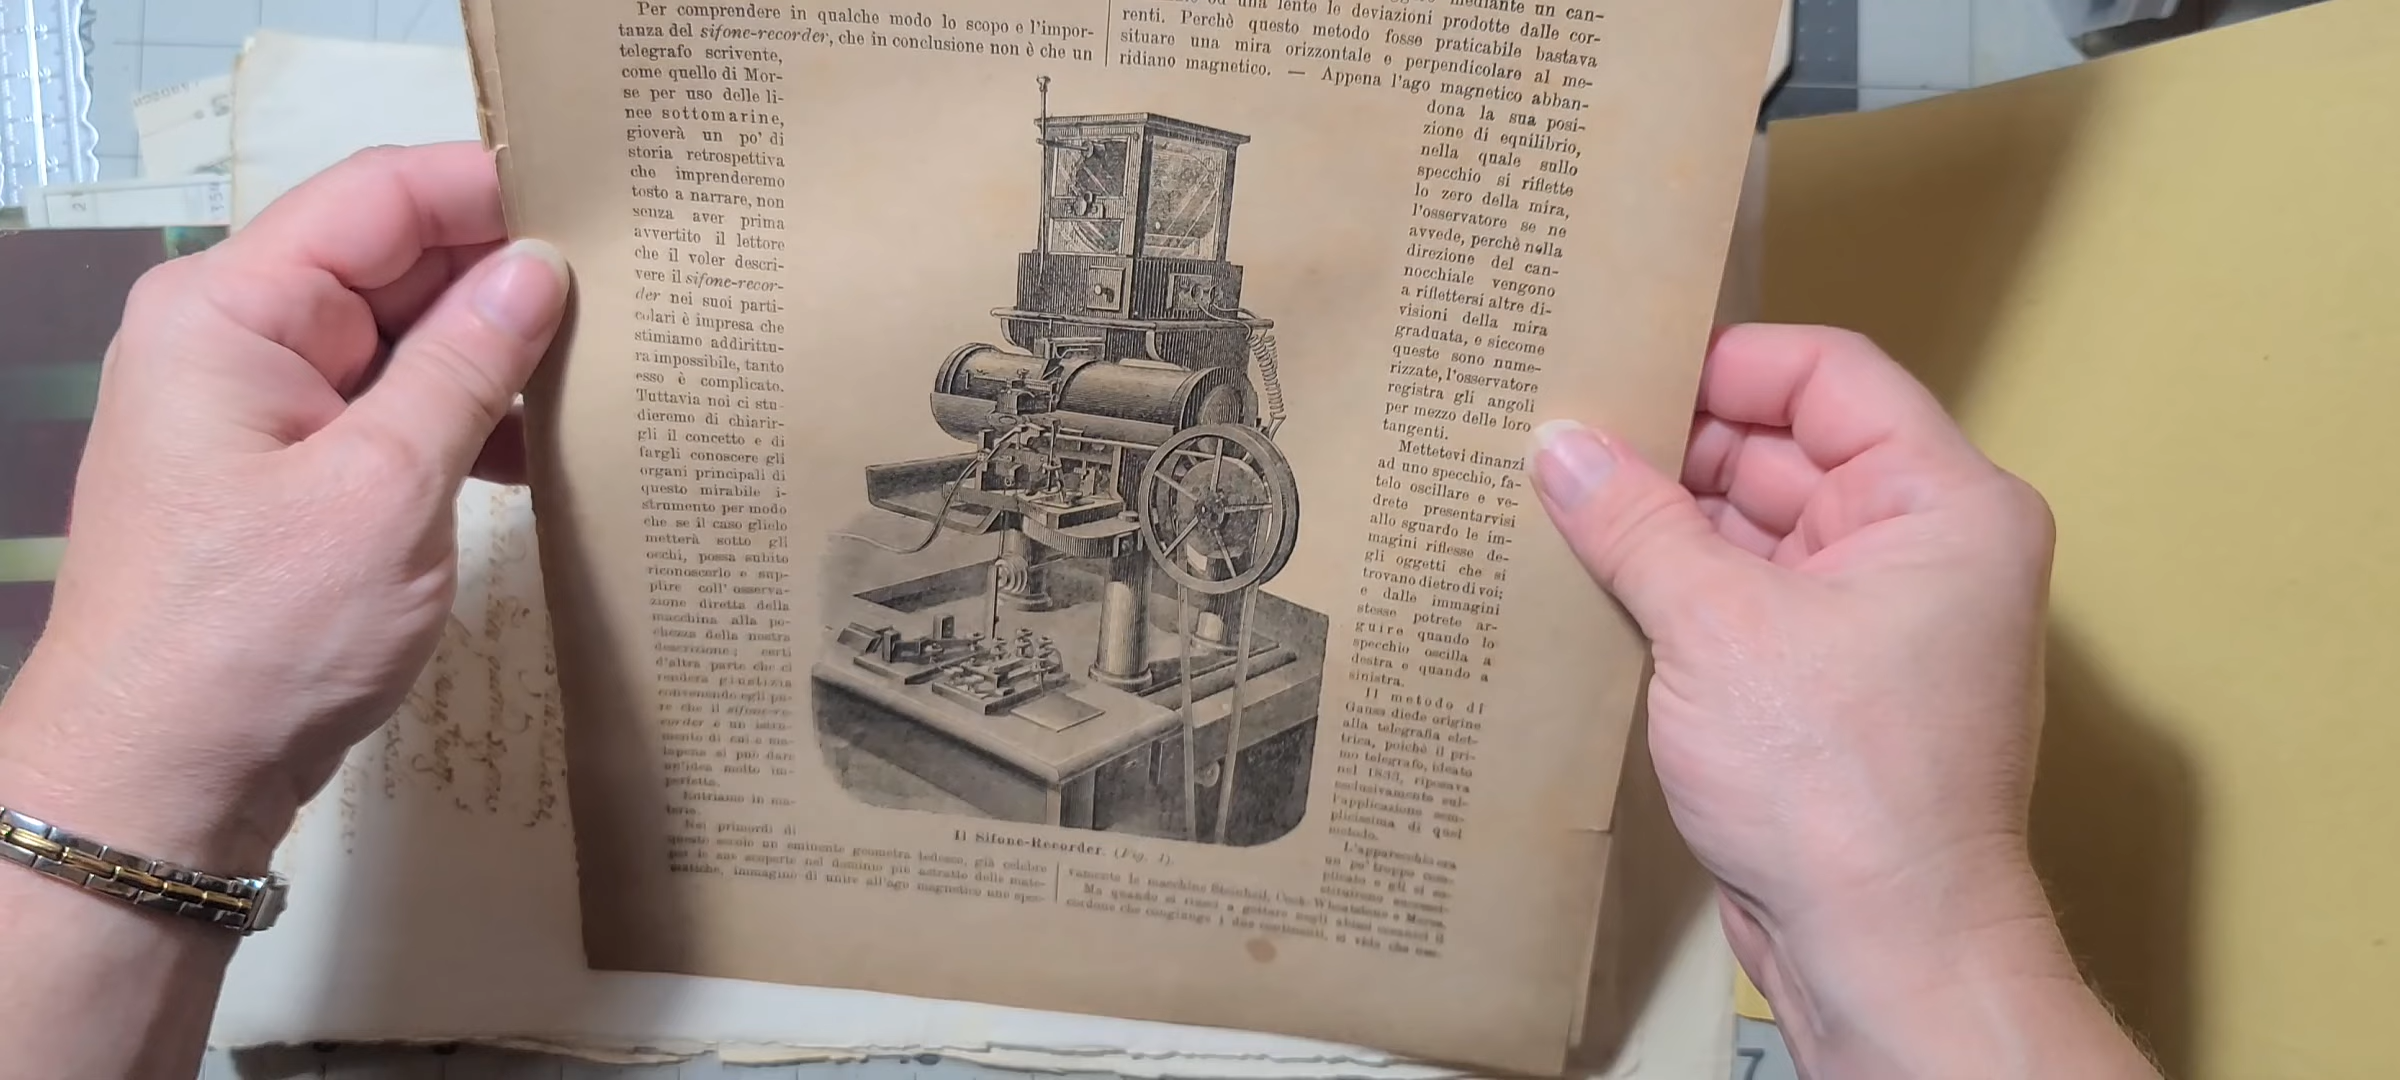 Per comprendere in qualche modo lo scopo e l'impor-
tanza del sifone-recorder, che in conclusione non è che un
telegrafo scrivente,
come quello di Mor-
se per uso delle li-
nee sottomarine,
gioverà un po' di
storia retrospettiva
che imprenderemo
tosto a narrare, non
senza aver prima
avvertito il lettore
che il voler descri-
vere il sifone-recor-
der nei suoi parti-
colari è impresa che
stimiamo addirittu-
ra impossibile, tanto
esso è complicato.
Tuttavia noi ci stu-
dieremo di chiarir-
gli il concetto e di
fargli conoscere gli
organi principali di
questo mirabile i-
strumento per modo
che se il caso glielo
metterà sotto gli
occhi, possa subito
riconoscerlo e sup-
plire coll' osserva-
zione diretta della
macchina alla po-
chezza della nostra
descrizione; certi
d'altra parte che ci
renderà giustizia
convenendo egli pu-
re che il sifone-re-
corder è un istru-
mento di cui a ma-
lapena si può dare
un'idea molto im-
perfetta.
Entriamo in ma-
teria.
Nei primordi di
questo secolo un eminente geometra tedesco, già celebre
per le sue scoperte nel dominio più astratto delle mate-
matiche, immaginò di unire all'ago magnetico uno spec-
mediante un can-
una lente le deviazioni prodotte dalle cor-
renti. Perchè questo metodo fosse praticabile bastava
situare una mira orizzontale e perpendicolare al me-
ridiano magnetico. — Appena l'ago magnetico abban-
dona la sua posi-
zione di equilibrio,
nella quale sullo
specchio si riflette
lo zero della mira,
l'osservatore se ne
avvede, perchè nella
direzione del can-
nocchiale vengono
a riflettersi altre di-
visioni della mira
graduata, e siccome
queste sono nume-
rizzate, l'osservatore
registra gli angoli
per mezzo delle loro
tangenti.
Mettetevi dinanzi
ad uno specchio, fa-
telo oscillare e ve-
drete presentarvisi
allo sguardo le im-
magini riflesse de-
gli oggetti che si
trovano dietro di voi;
e dalle immagini
stesse potrete ar-
guire quando lo
specchio oscilla a
destra e quando a
sinistra.
Il metodo di
Gauss diede origine
alla telegrafia elet-
trica, poichè il pri-
mo telegrafo, ideato
nel 1833, riposava
esclusivamente sul-
l'applicazione sem-
plicissima di quel
metodo.
L'apparecchio era
un po' troppo com-
plicato e gli si so-
stituirono successi-
vamente le macchine Steinheil, Cook-Wheatstone e Morse.
Ma quando si riuscì a gettare negli abissi oceanici il
cordone che congiunge i due continenti, si vide che
Il Sifone-Recorder. (Fig. 1).
7